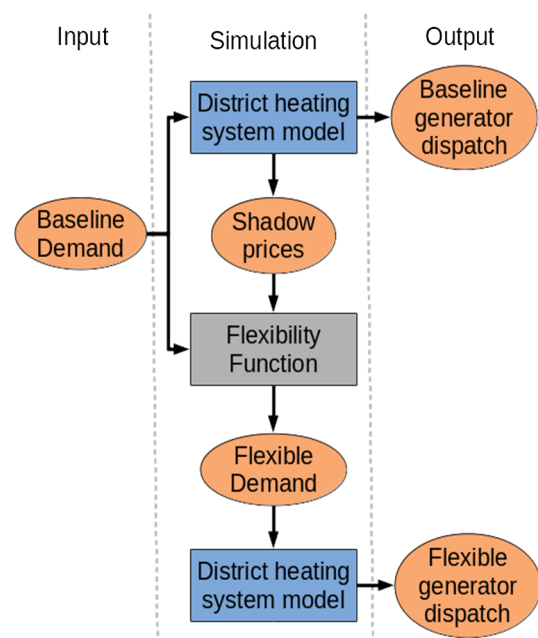 Input
Simulation
Output
District heating
system model
Baseline
generator
dispatch
Baseline
Demand
Shadow
prices
Flexibility
Function
Flexible
Demand
District heating
system model
Flexible
generator
dispatch